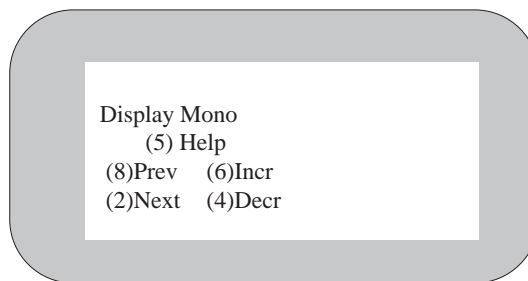 Display Mono
(5) Help
(8)Prev (6)Incr
(2)Next (4)Decr